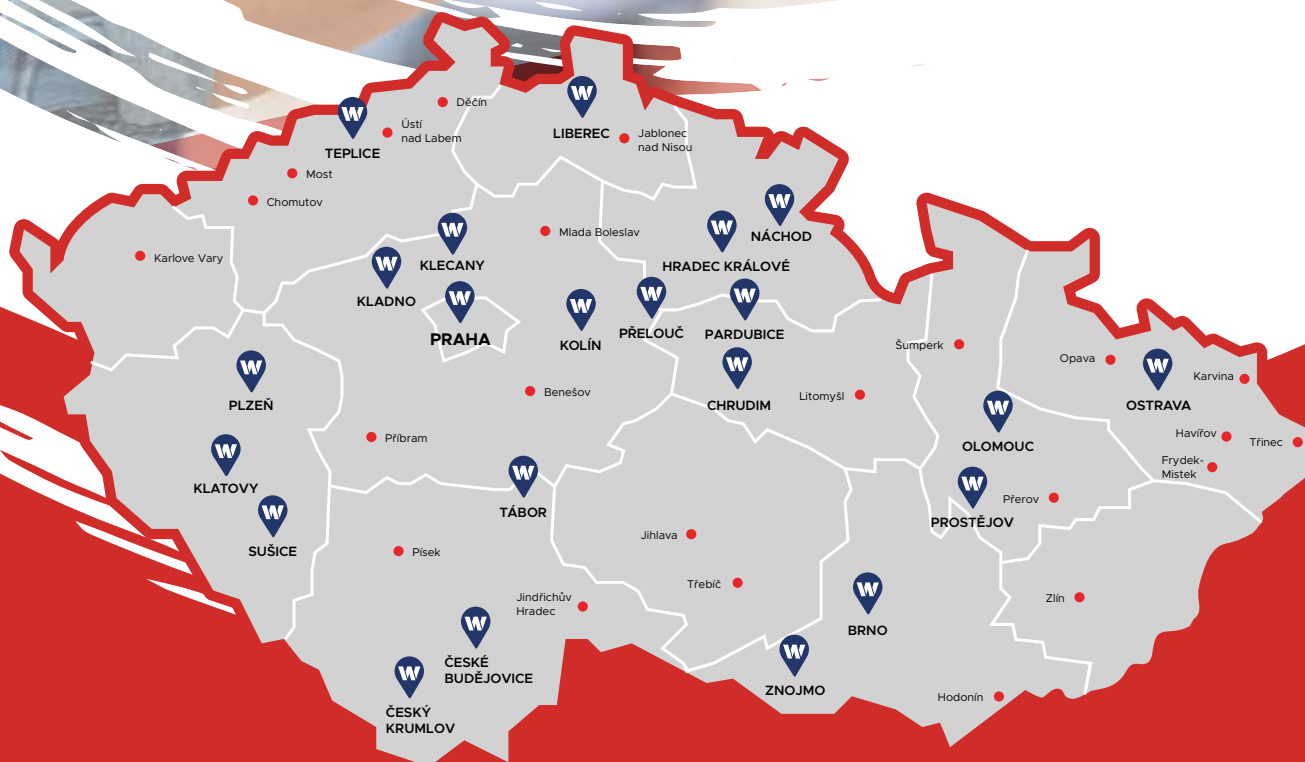 Děčín
Ústí
nad Labem
TEPLICE
LIBEREC
Jablonec
nad Nisou
Most
Chomutov
Karlove Vary
KLECANY
Mlada Boleslav
NÁCHOD
HRADEC KRÁLOVÉ
KLADNO
PRAHA
KOLÍN
PŘELOUČ
PARDUBICE
Šumperk
Opava
Karvina
PLZEŇ
Benešov
CHRUDIM
Litomyšl
OSTRAVA
Příbram
OLOMOUC
Havířov
Třinec
Frydek-
Mistek
KLATOVY
TÁBOR
PROSTĚJOV
Přerov
SUŠICE
Písek
Jihlava
Třebíč
Jindřichův
Hradec
Zlín
BRNO
ČESKÉ
BUDĚJOVICE
ZNOJMO
Hodonín
ČESKÝ
KRUMLOV